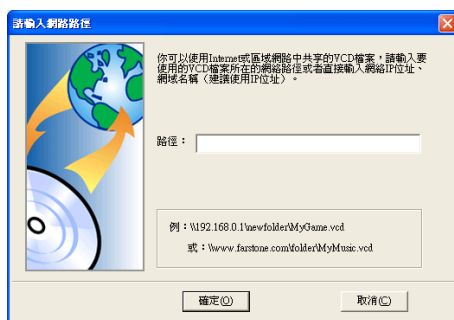 請輸入網路路徑
你可以使用Internet或區域網路中共享的VCD檔案，請輸入要
使用的VCD檔案所在的網絡路徑或者直接輸入網絡IP位址、
網域名稱（建議使用IP位址）。
路徑：
例：\\192.168.0.1\newfolder\MyGame.vcd
或：\\www.farstone.com\folder\MyMusic.vcd
確定(O)
取消(C)